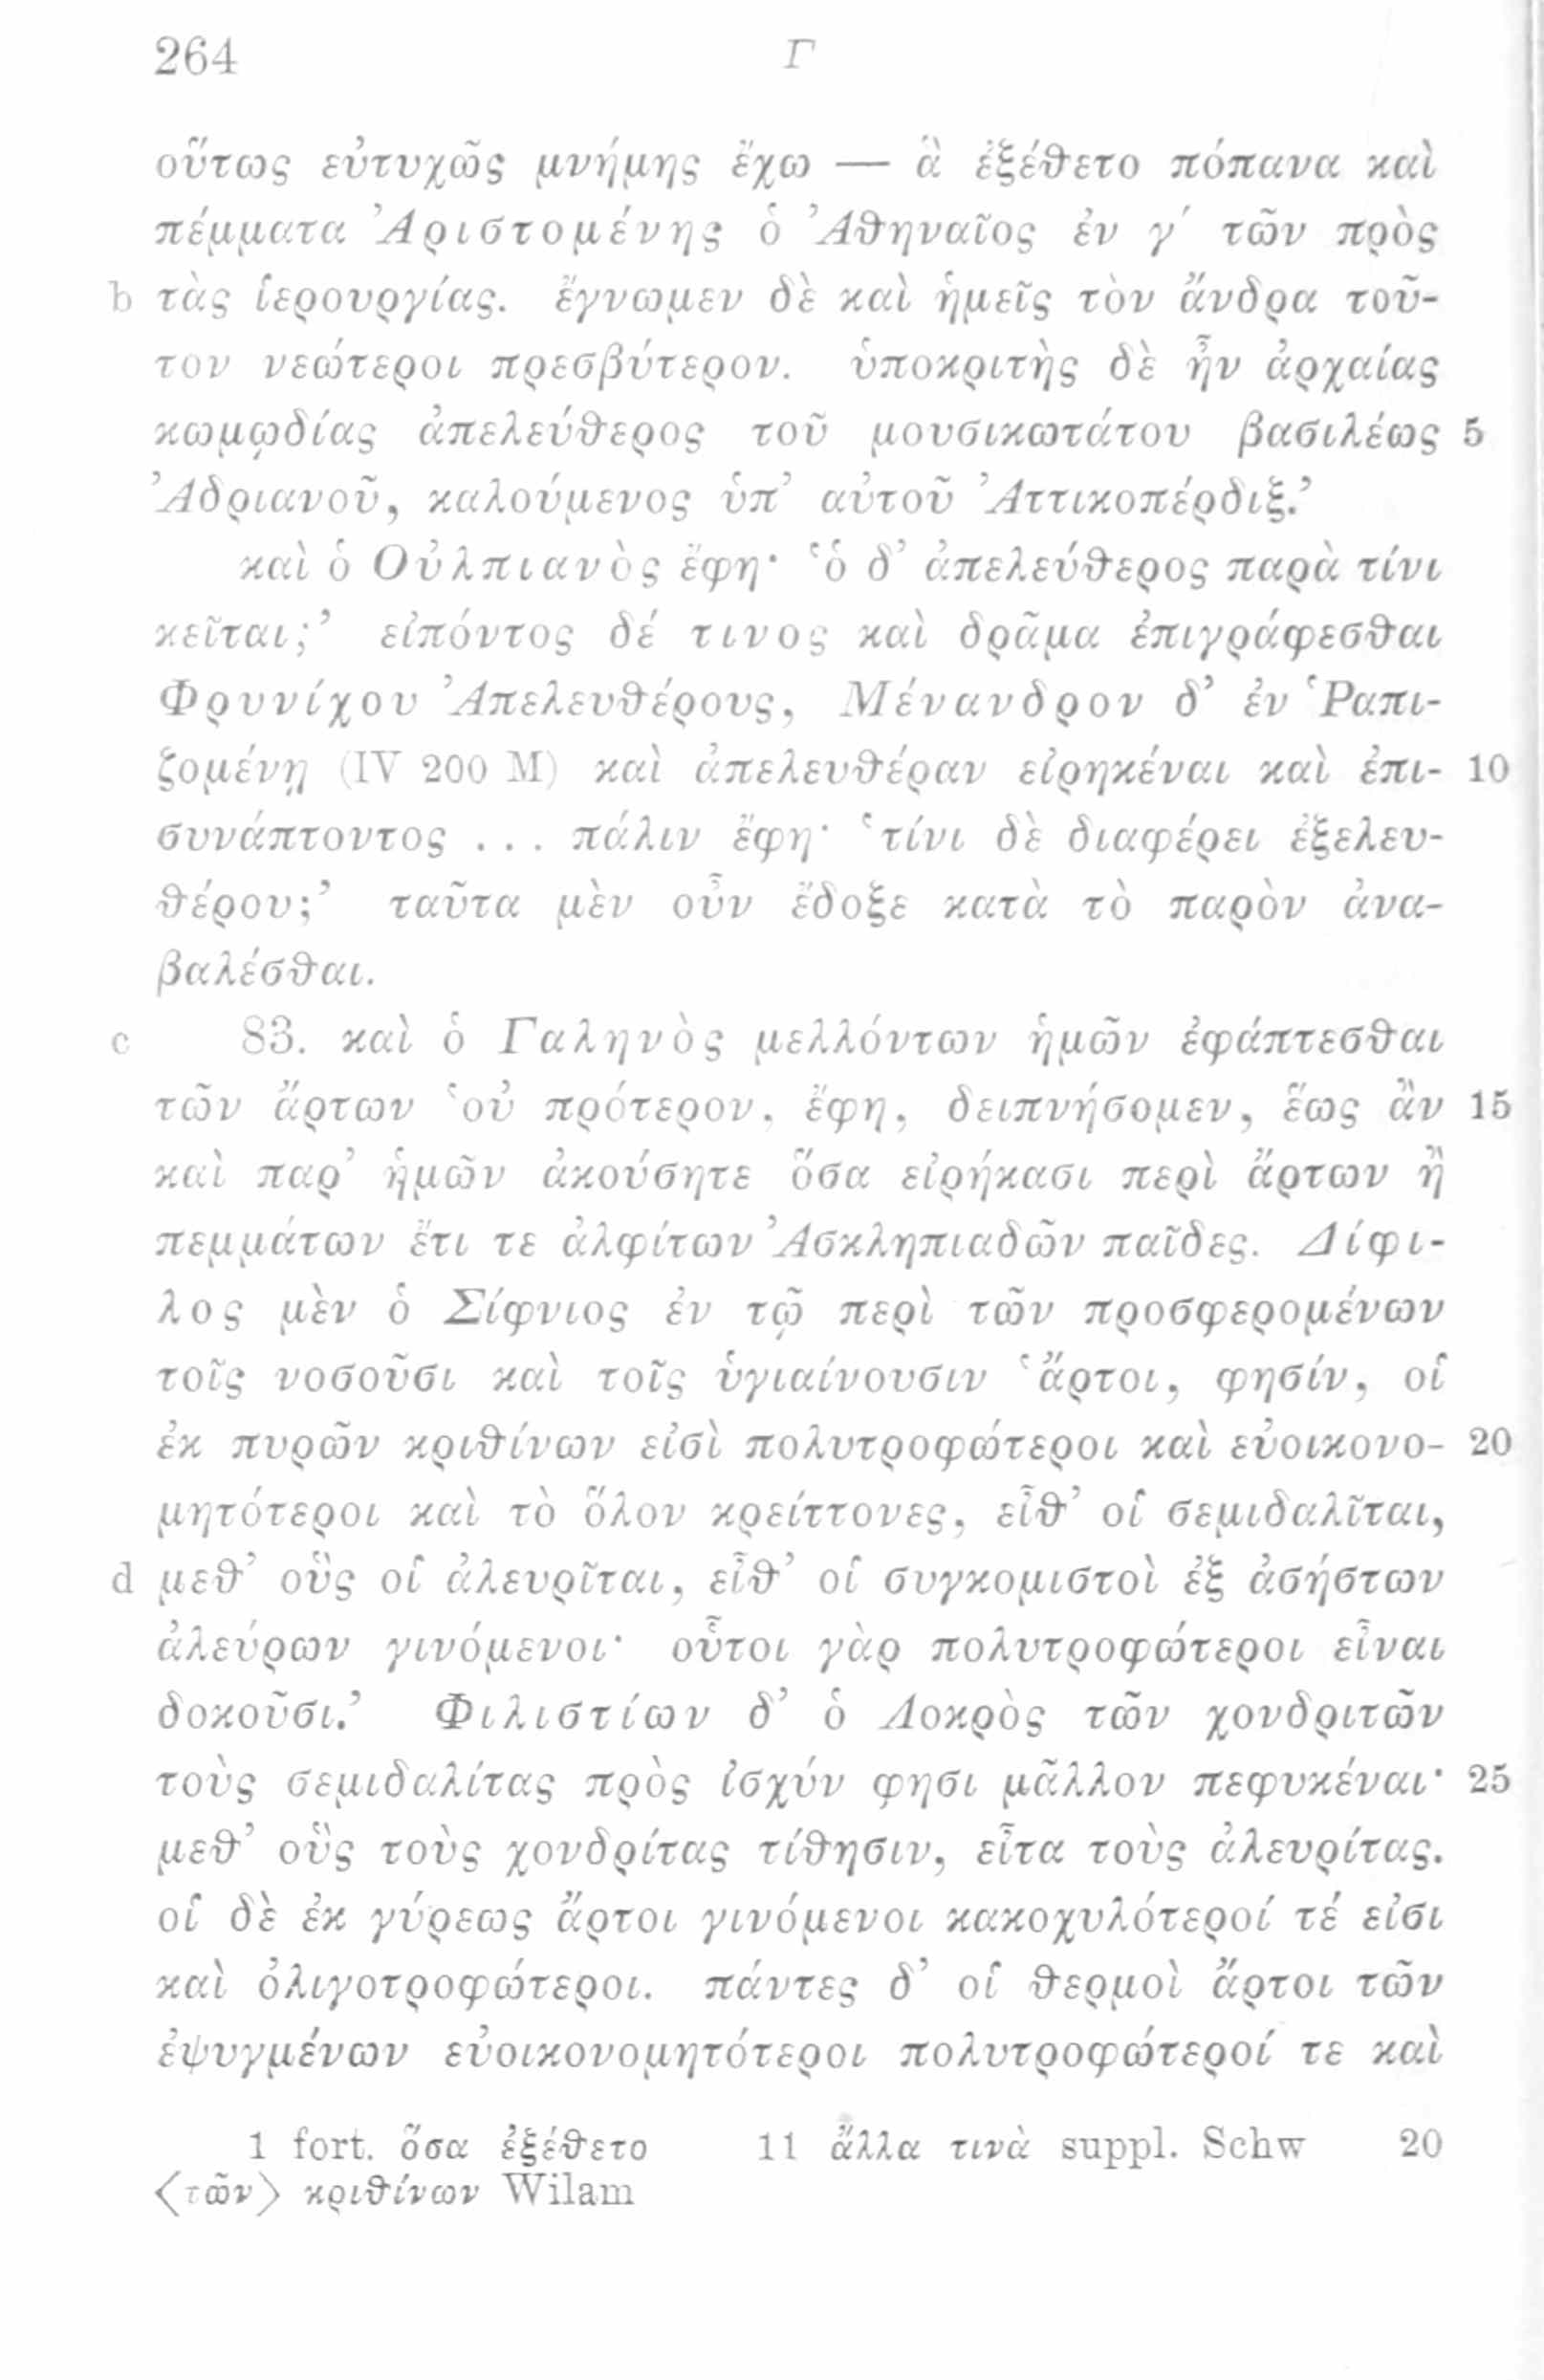 264 Γ
οὕτως εὐτυχῶς μνήμης ἔχω — ἃ ἐξέθετο πόπανα καὶ
πέμματα Ἀριστομένης ὁ Ἀθηναῖος ἐν γ΄ τῶν πρὸς
b τὰς ἱερουργίας. ἔγνωμεν δὲ καὶ ἡμεῖς τὸν ἄνδρα τοῦ-
τον νεώτεροι πρεσβύτερον. ὑποκριτὴς δὲ ἦν ἀρχαίας
κωμῳδίας ἀπελεύθερος τοῦ μουσικωτάτου βασιλέως 5
Ἀδριανοῦ, καλούμενος ὑπ’ αὐτοῦ Ἀττικοπέρδιξ.’
καὶ ὁ Οὐλπιανὸς ἔφη· ‘ὁ δ’ ἀπελεύθερος παρὰ τίνι
κεῖται;’ εἰπόντος δέ τινος καὶ δρᾶμα ἐπιγράφεσθαι
Φρυνίχου Ἀπελευθέρους, Μένανδρον δ’ ἐν Ῥαπι-
ζομένῃ (IV 200 M) καὶ ἀπελευθέραν εἰρηκέναι καὶ ἐπι- 10
συνάπτοντος ... πάλιν ἔφη· ‘τίνι δὲ διαφέρει ἐξελευ-
θέρου;’ ταῦτα μὲν οὖν ἔδοξε κατὰ τὸ παρὸν ἀνα-
βαλέσθαι.
c 83. καὶ ὁ Γαληνὸς μελλόντων ἡμῶν ἐφάπτεσθαι
τῶν ἄρτων ‘οὐ πρότερον, ἔφη, δειπνήσομεν, ἕως ἂν 15
καὶ παρ’ ἡμῶν ἀκούσητε ὅσα εἰρήκασι περὶ ἄρτων ἢ
πεμμάτων ἔτι τε ἀλφίτων Ἀσκληπιαδῶν παῖδες. Δίφι-
λος μὲν ὁ Σίφνιος ἐν τῷ περὶ τῶν προσφερομένων
τοῖς νοσοῦσι καὶ τοῖς ὑγιαίνουσιν ‘ἄρτοι, φησίν, οἱ
ἐκ πυρῶν κριθίνων εἰσὶ πολυτροφώτεροι καὶ εὐοικονο- 20
μητότεροι καὶ τὸ ὅλον κρείττονες, εἶθ’ οἱ σεμιδαλῖται,
d μεθ’ οὓς οἱ ἀλευρῖται, εἶθ’ οἱ συγκομιστοὶ ἐξ ἀσήστων
ἀλεύρων γινόμενοι· οὗτοι γὰρ πολυτροφώτεροι εἶναι
δοκοῦσι.’ Φιλιστίων δ’ ὁ Λοκρὸς τῶν χονδριτῶν
τοὺς σεμιδαλίτας πρὸς ἰσχύν φησι μᾶλλον πεφυκέναι· 25
μεθ’ οὓς τοὺς χονδρίτας τίθησιν, εἶτα τοὺς ἀλευρίτας.
οἱ δὲ ἐκ γύρεως ἄρτοι γινόμενοι κακοχυλότεροί τέ εἰσι
καὶ ὀλιγοτροφώτεροι. πάντες δ’ οἱ θερμοὶ ἄρτοι τῶν
ἐψυγμένων εὐοικονομητότεροι πολυτροφώτεροί τε καὶ
1 fort. ὅσα ἐξέθετο 11 ἄλλα τινὰ suppl. Schw 20
⟨τῶν⟩ κριθίνων Wilam